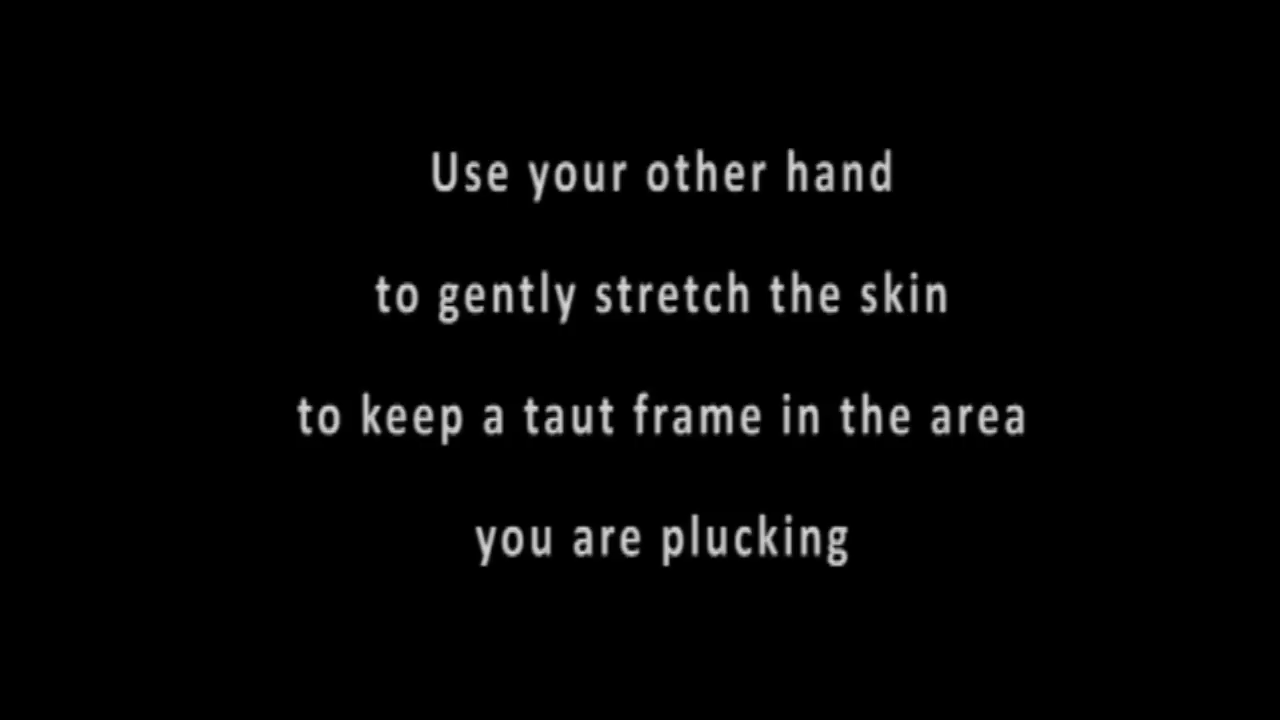 Use your other hand
to gently stretch the skin
to keep a taut frame in the area
you are plucking